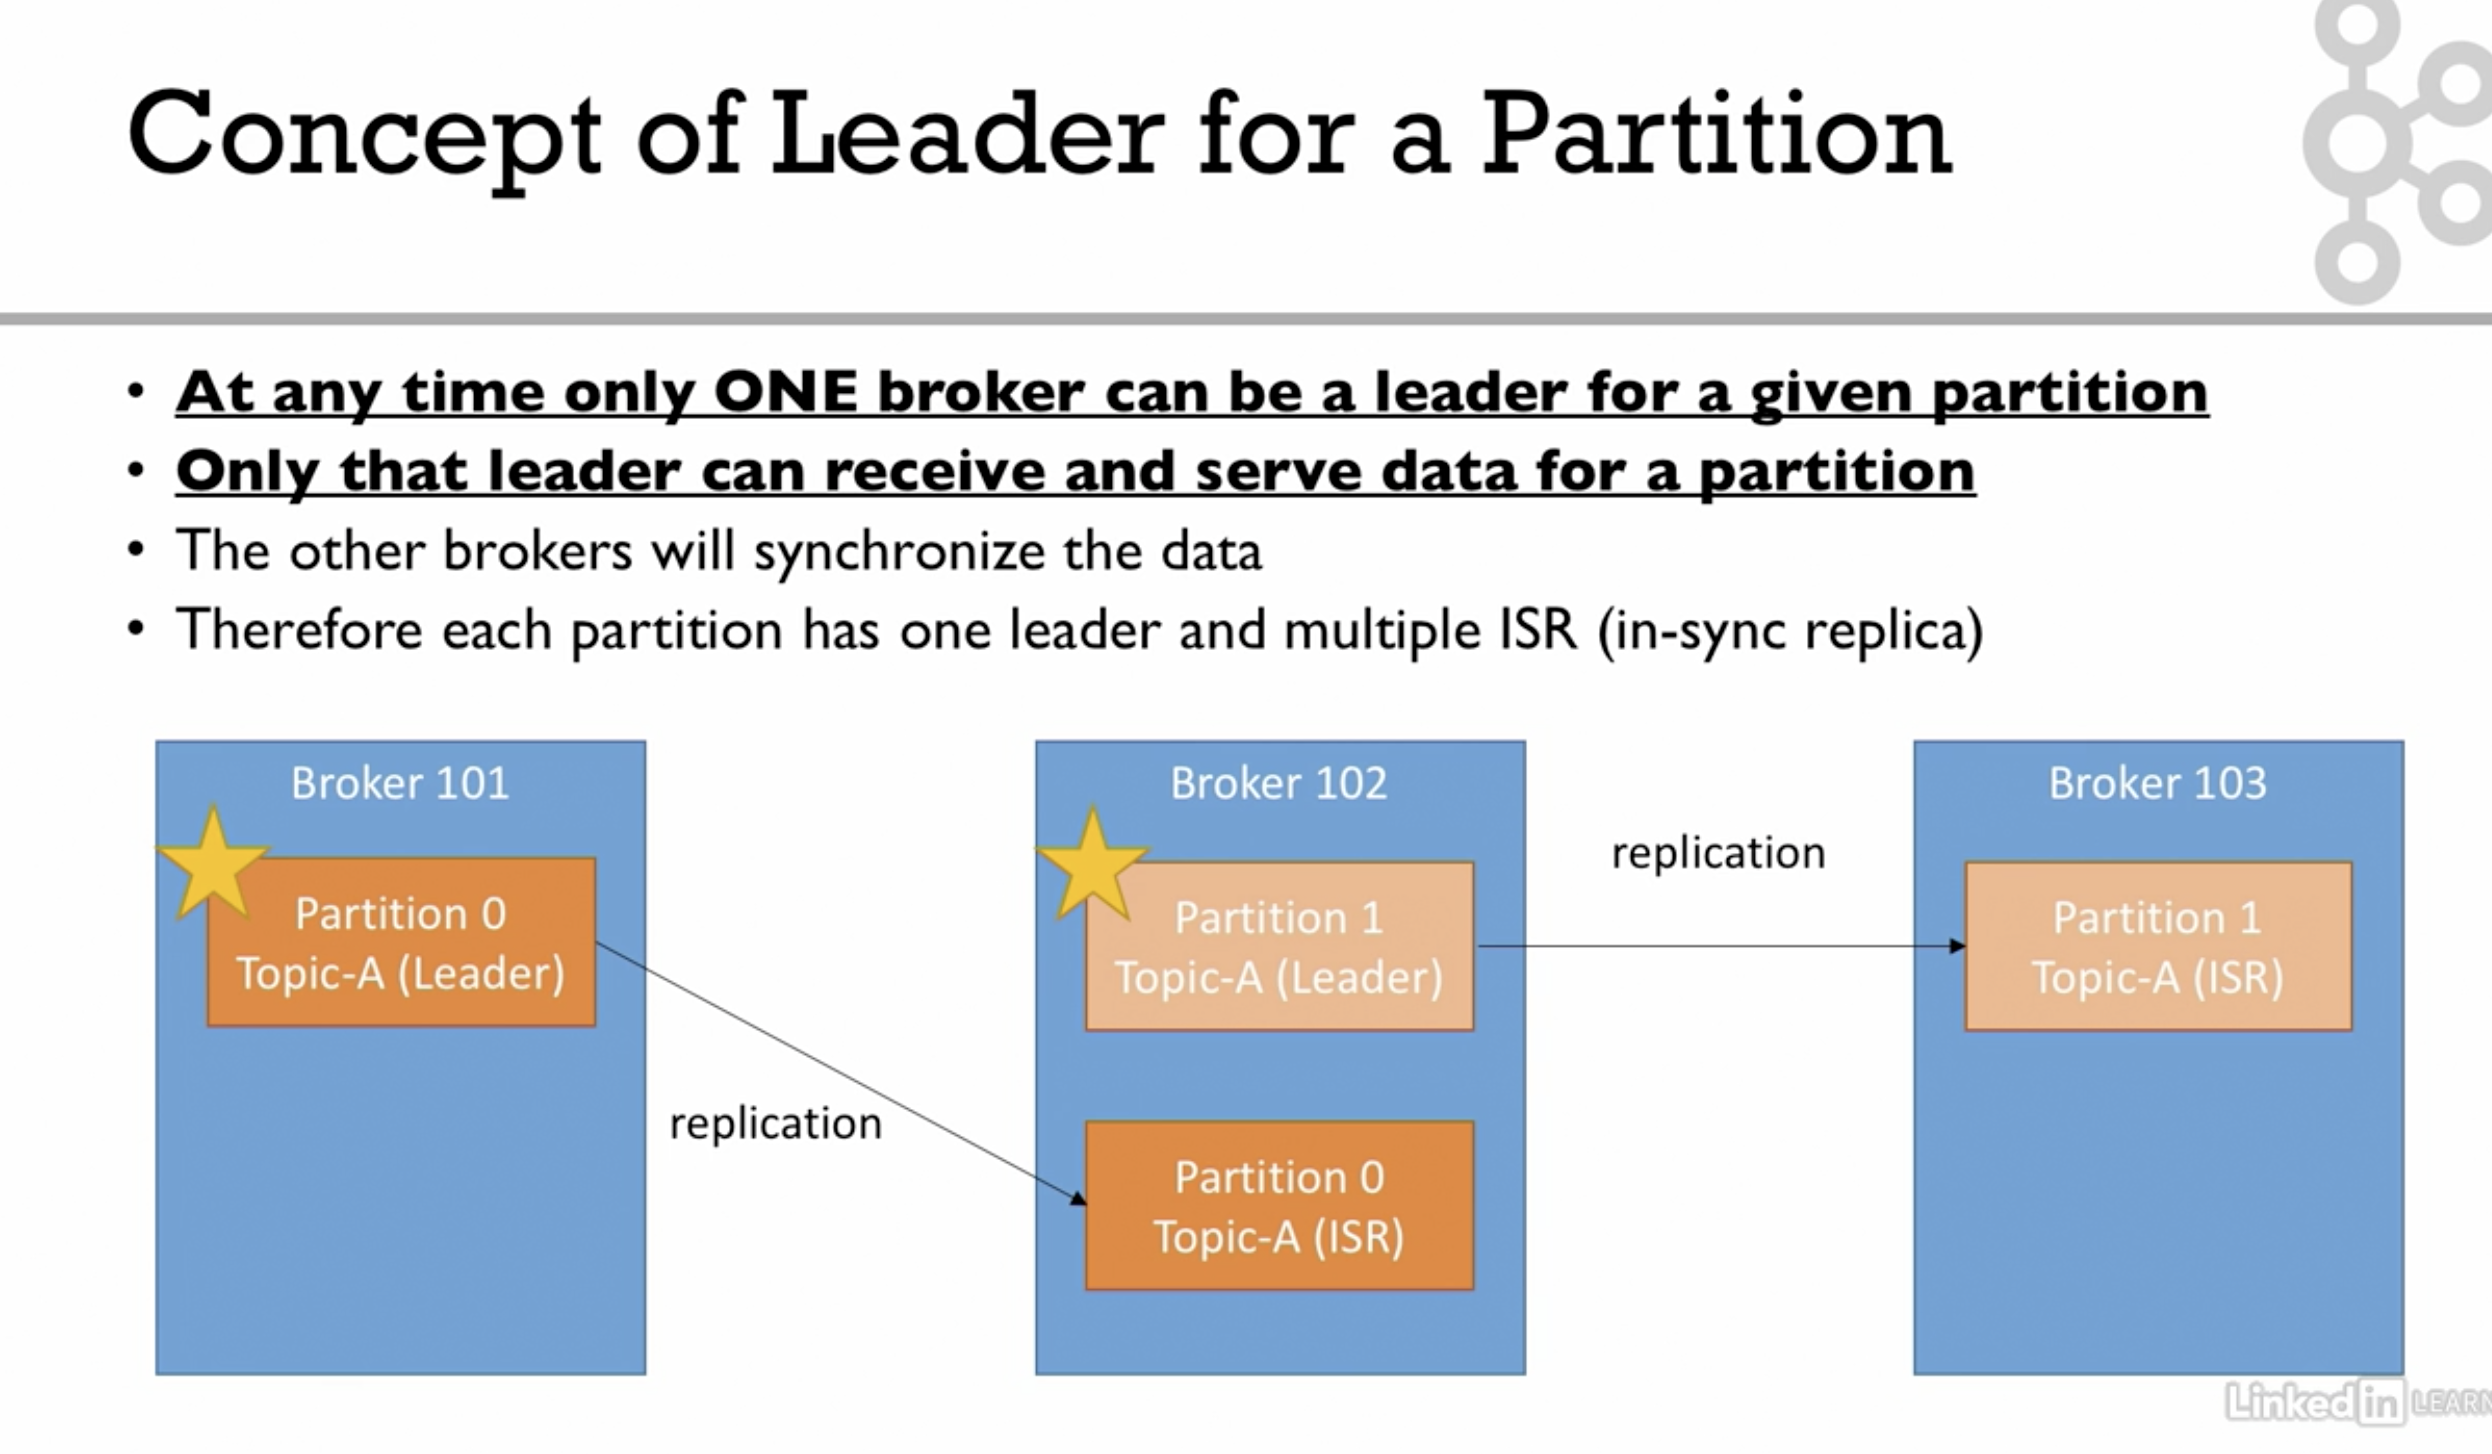 Concept of Leader for a Partition
• At any time only ONE broker can be a leader for a given partition
• Only that leader can receive and serve data for a partition
• The other brokers will synchronize the data
• Therefore each partition has one leader and multiple ISR (in-sync replica)
Broker 101
Partition 0
Topic-A (Leader)
replication
Broker 102
Partition 1
Topic-A (Leader)
Partition 0
Topic-A (ISR)
replication
Broker 103
Partition 1
Topic-A (ISR)
Linked in LEARN